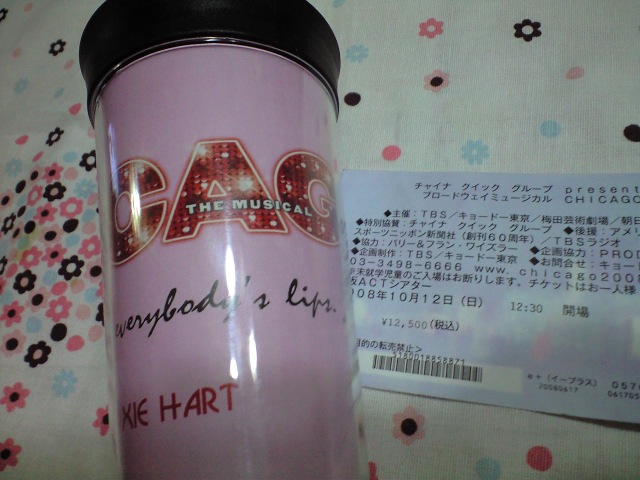 CAG
THE MUSICAL
everybody's lips.
XIE HART
チャイナ クイック グループ present
ブロードウェイミュージカル CHICAGO
◆主催：TBS／キョードー東京／梅田芸術劇場／朝日
◆特別協賛：チャイナ クイック グループ ◆後援：アメリ
スポーツニッポン新聞社（創刊60周年）／TBSラジオ
◆協力：バリー&フラン・ワイズラー ◆企画協力：PROD
◆企画制作：TBS／キョードー東京 ◆お問合せ：キョー
03-3498-6666 www.chicago200
※未就学児童のご入場はお断りします。チケットはお一人様
坂ACTシアター
008年10月12日（日） 12:30 開場
¥12,500(税込)
目的の転売禁止＞
5180018858871
e+（イープラス）
20080617
0570
061705